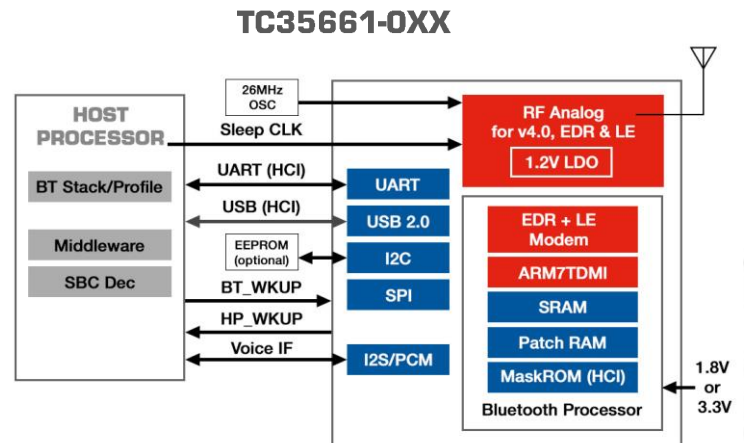 TC35661-0XX
HOST
PROCESSOR
BT Stack/Profile
Middleware
SBC Dec
26MHz
OSC
Sleep CLK
UART (HCI)
USB (HCI)
EEPROM
(optional)
BT_WKUP
HP_WKUP
Voice IF
UART
USB 2.0
I2C
SPI
I2S/PCM
RF Analog
for v4.0, EDR & LE
1.2V LDO
EDR + LE
Modem
ARM7TDMI
SRAM
Patch RAM
MaskROM (HCI)
Bluetooth Processor
1.8V
or
3.3V